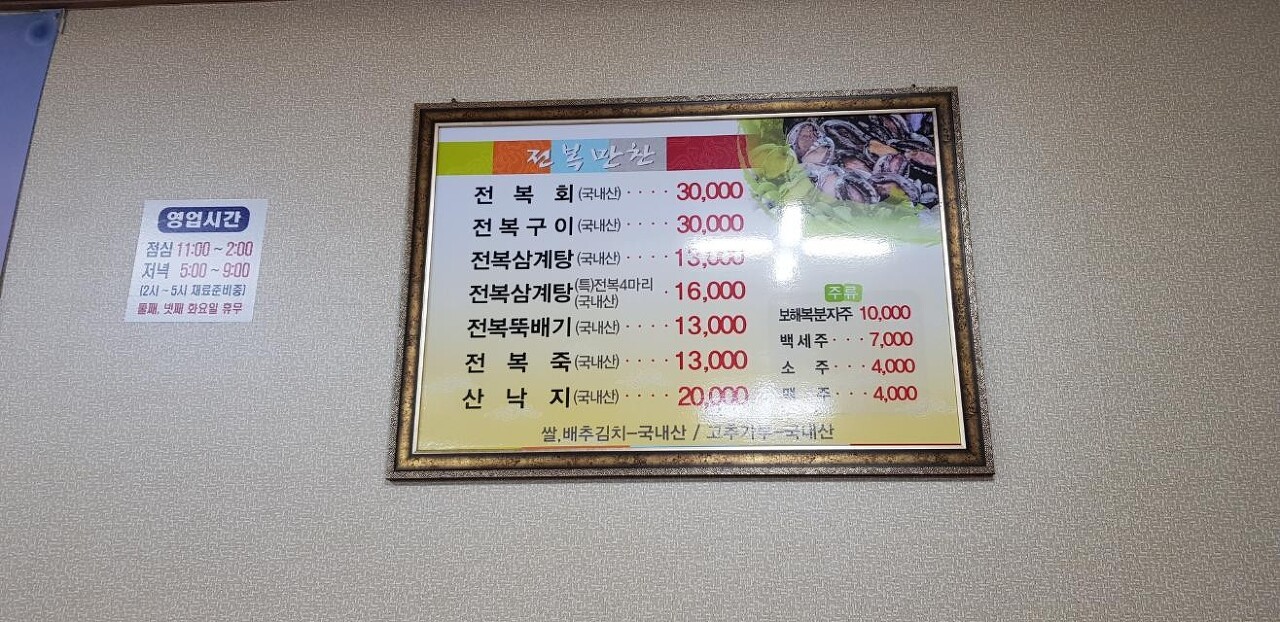 영업시간
점심 11:00 ~ 2:00
저녁 5:00 ~ 9:00
(2시 ~ 5시 재료준비중)
둘째, 넷째 화요일 휴무
전복만찬
전 복 회 (국내산) ···· 30,000
전복구이 (국내산) ···· 30,000
전복삼계탕 (국내산) ···· 13,000
전복삼계탕 (특)전복4마리 국내산) · 16,000
전복뚝배기 (국내산) ···· 13,000
전 복 죽 (국내산) ···· 13,000
산 낙 지 (국내산) ···· 20,000
주류
보해복분자주 10,000
백세주 ··· 7,000
소 주 ··· 4,000
맥 주 ··· 4,000
쌀,배추김치-국내산 / 고추가루-국내산